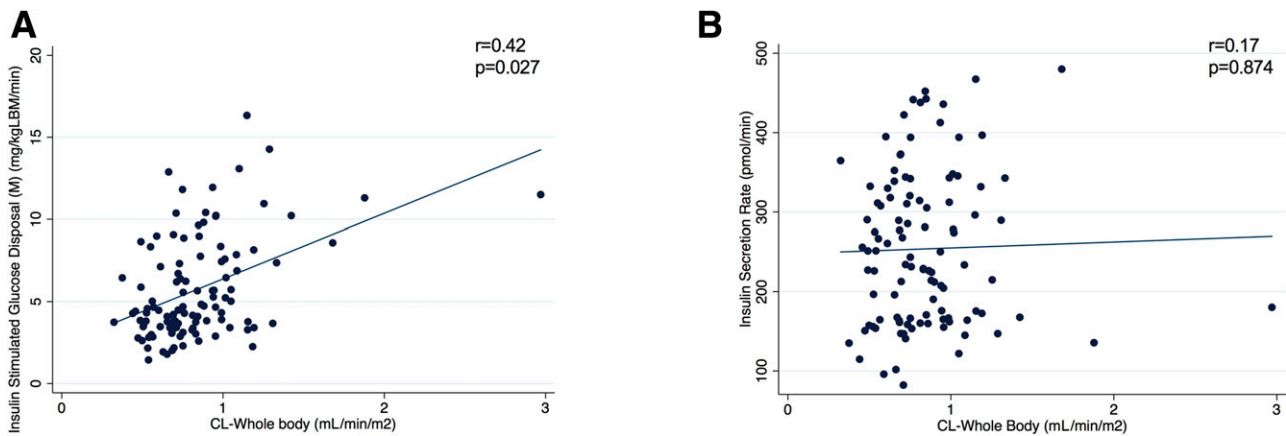 A
r=0.42
p=0.027
Insulin Stimulated Glucose Disposal (M) (mg/kgLBM/min)
20
15
10
5
0
0 1 2 3
CL-Whole body (mL/min/m2)
B
r=0.17
p=0.874
Insulin Secretion Rate (pmol/min)
500
400
300
200
100
0 1 2 3
CL-Whole Body (mL/min/m2)